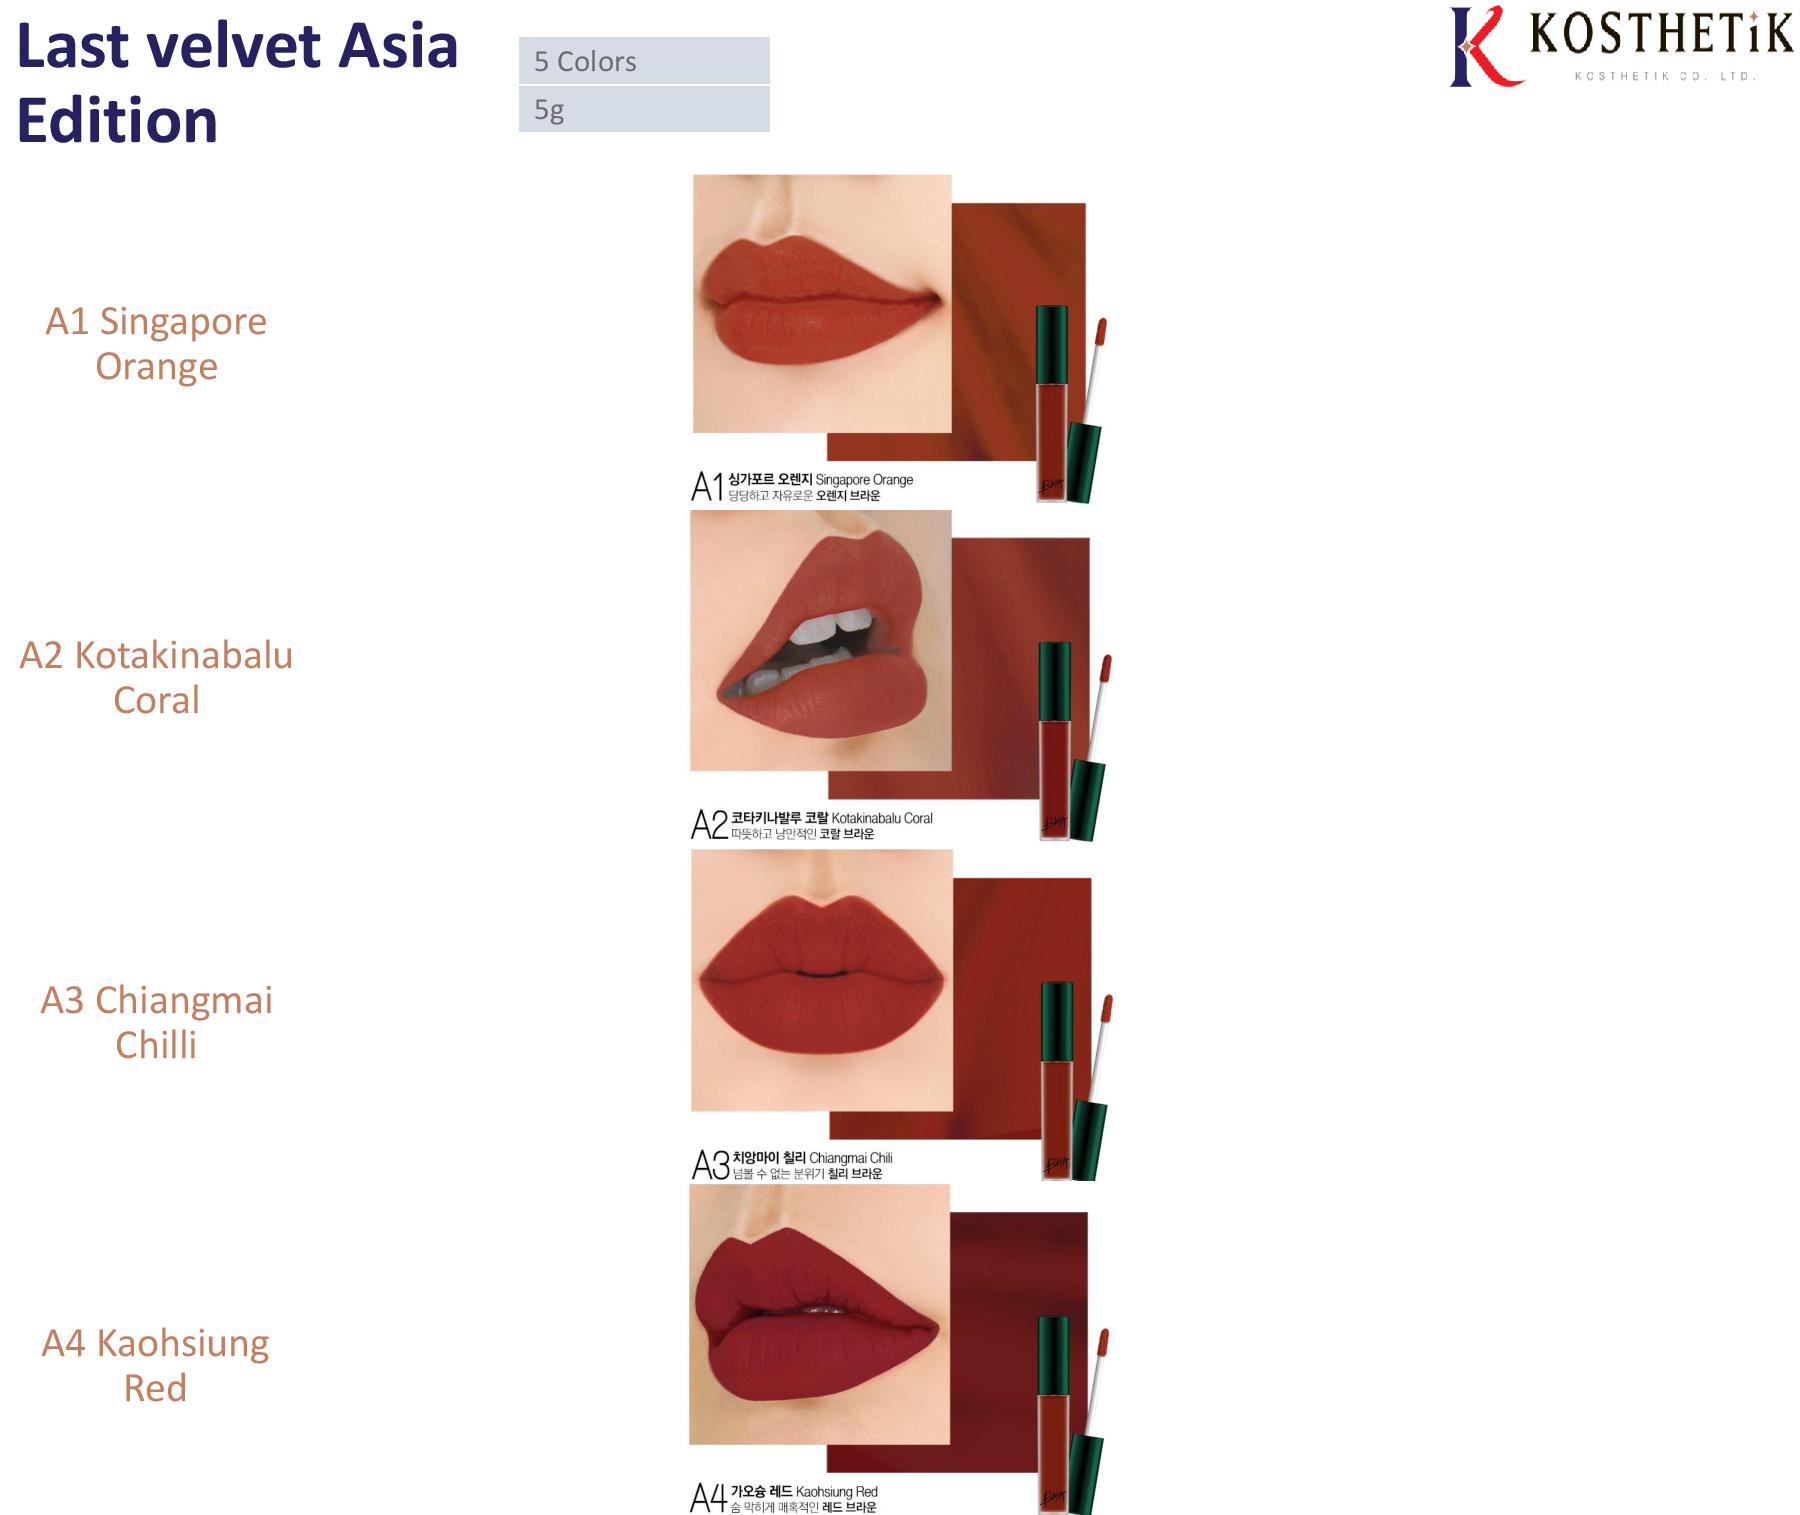 Last velvet Asia
Edition
5 Colors
5g
KOSTHETiK
KOSTHETIK CO. LTD.
A1 Singapore
Orange
A1 싱가포르 오렌지 Singapore Orange
당당하고 자유로운 오렌지 브라운
A2 Kotakinabalu
Coral
A2 코타키나발루 코랄 Kotakinabalu Coral
따뜻하고 낭만적인 코랄 브라운
A3 Chiangmai
Chilli
A3 치앙마이 칠리 Chiangmai Chili
넘볼 수 없는 분위기 칠리 브라운
A4 Kaohsiung
Red
A4 가오슝 레드 Kaohsiung Red
숨 막히게 매혹적인 레드 브라운